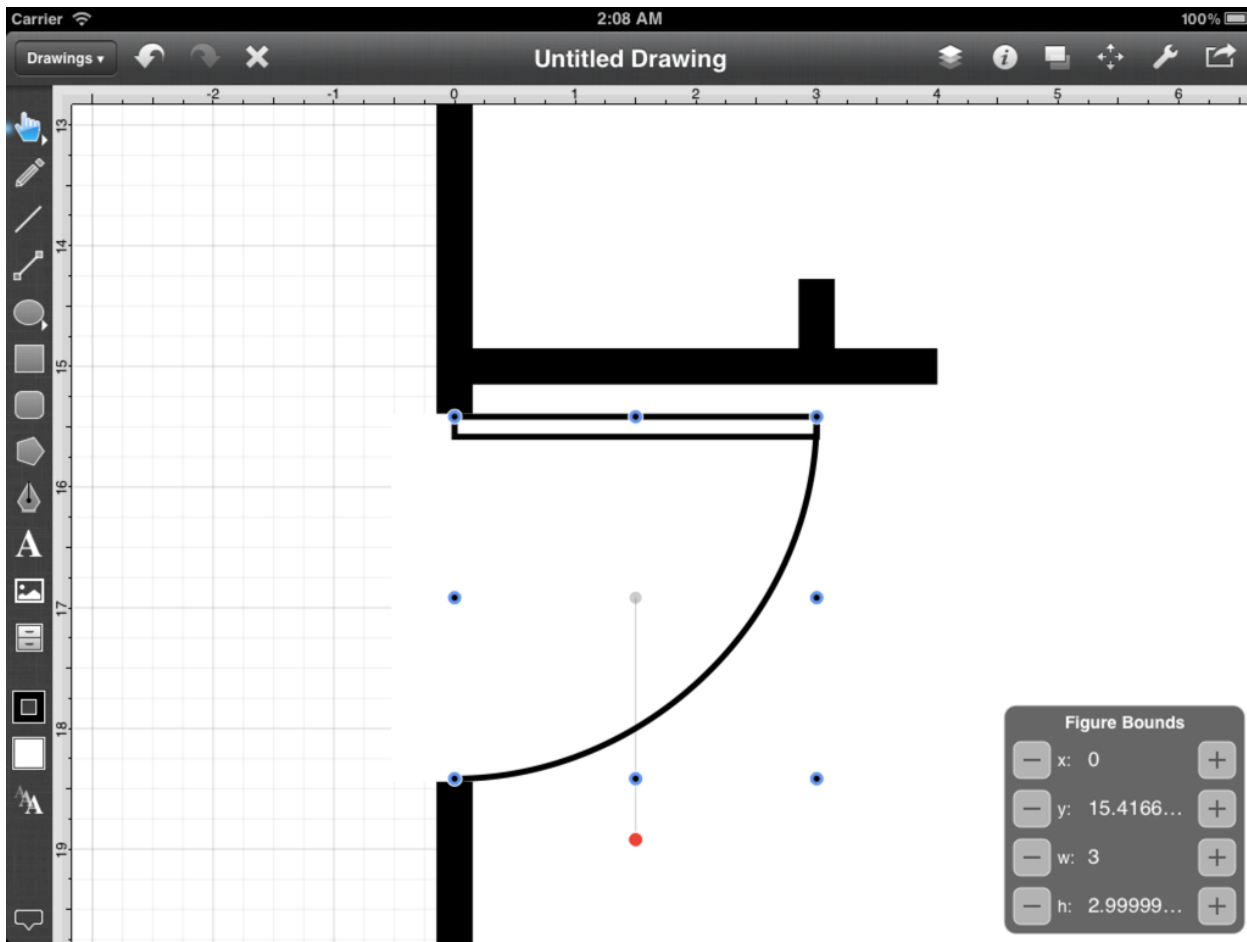 Carrier 2:08 AM 100%
Drawings ▾ Untitled Drawing
-2 -1 0 1 2 3 4 5 6
13
14
15
16
17
18
19
A
AAA
Figure Bounds
x: 0
y: 15.4166...
w: 3
h: 2.99999...